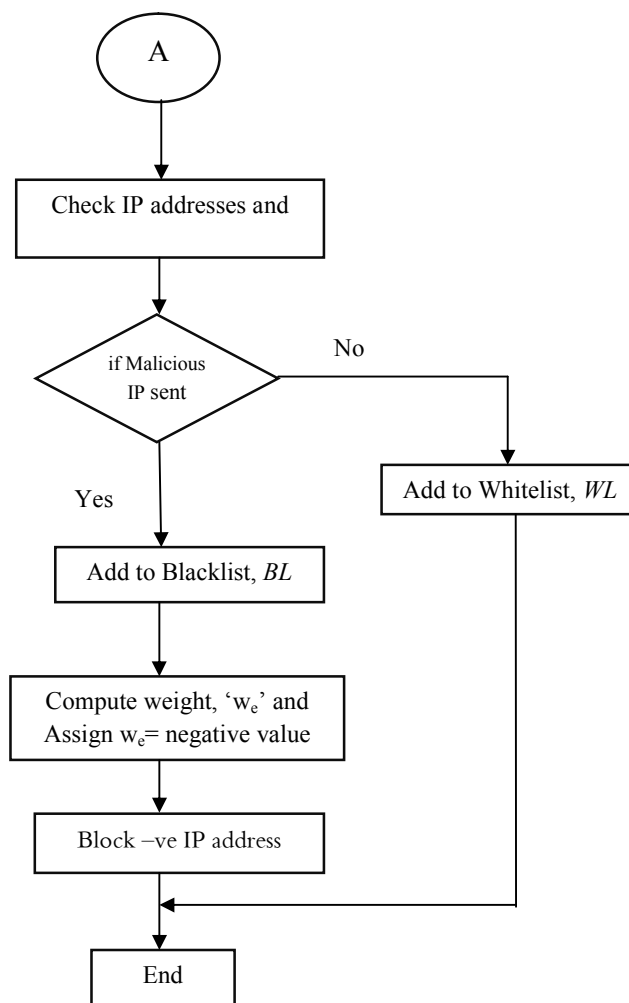 A
Check IP addresses and
if Malicious
IP sent
No
Yes
Add to Whitelist, WL
Add to Blacklist, BL
Compute weight, ‘we’ and
Assign we= negative value
Block –ve IP address
End